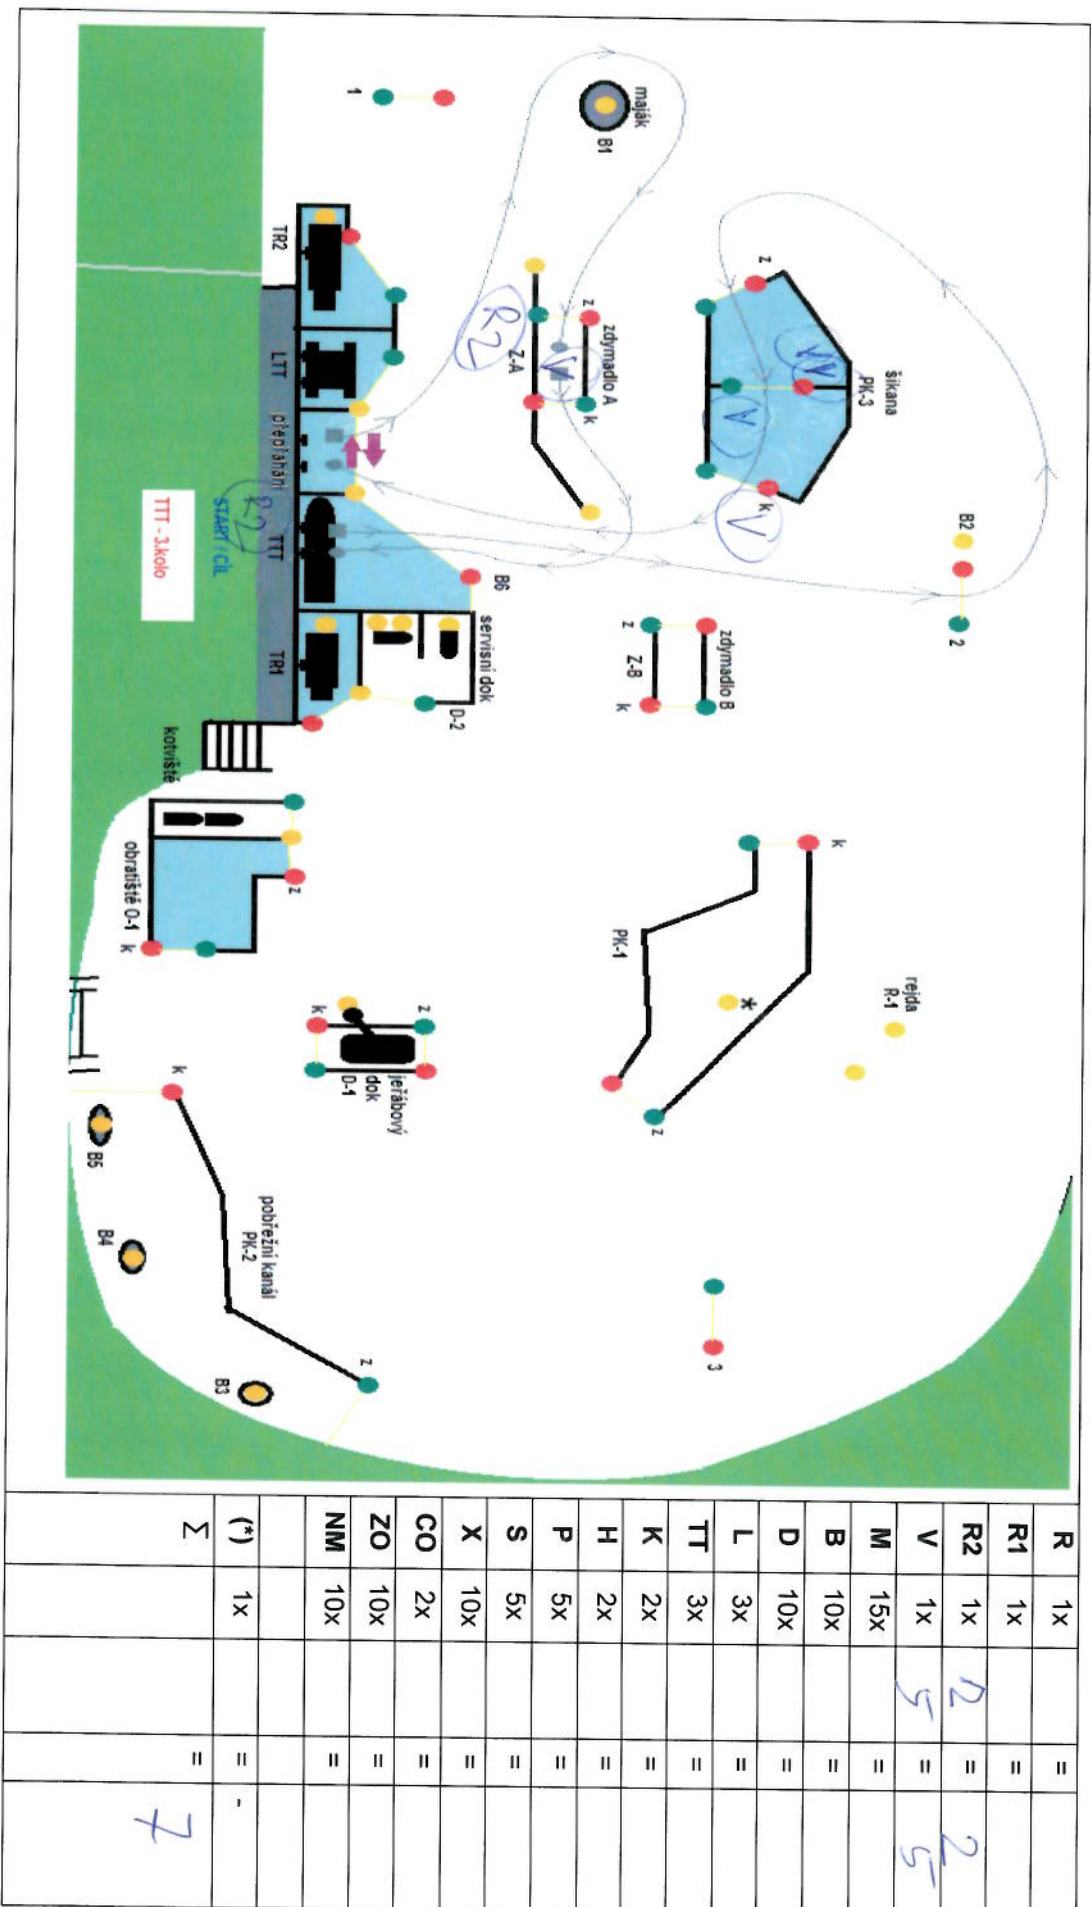 1
maják
B1
TR2
LTT
přepřahání
TTT
TR1
START / CÍL
R2
TTT - 3.kolo
R2
Z-A
z
zdymadlo A
k
V
z
šikana
PK-3
VV
V
k
V
B2
2
B6
servisní dok
D-2
zdymadlo B
z
Z-B
k
kotviště
obratiště O-1
z
k
k
PK-1
*
z
rejda
R-1
z
k
jeřábový
dok
D-1
k
B5
B4
pobřežní kanál
PK-2
z
B3
3
R 1x =
R1 1x =
R2 1x 2 = 2
V 1x 5 = 5
M 15x =
B 10x =
D 10x =
L 3x =
TT 3x =
K 2x =
H 2x =
P 5x =
S 5x =
X 10x =
CO 2x =
ZO 10x =
NM 10x =
(*) 1x = -
Σ = 7